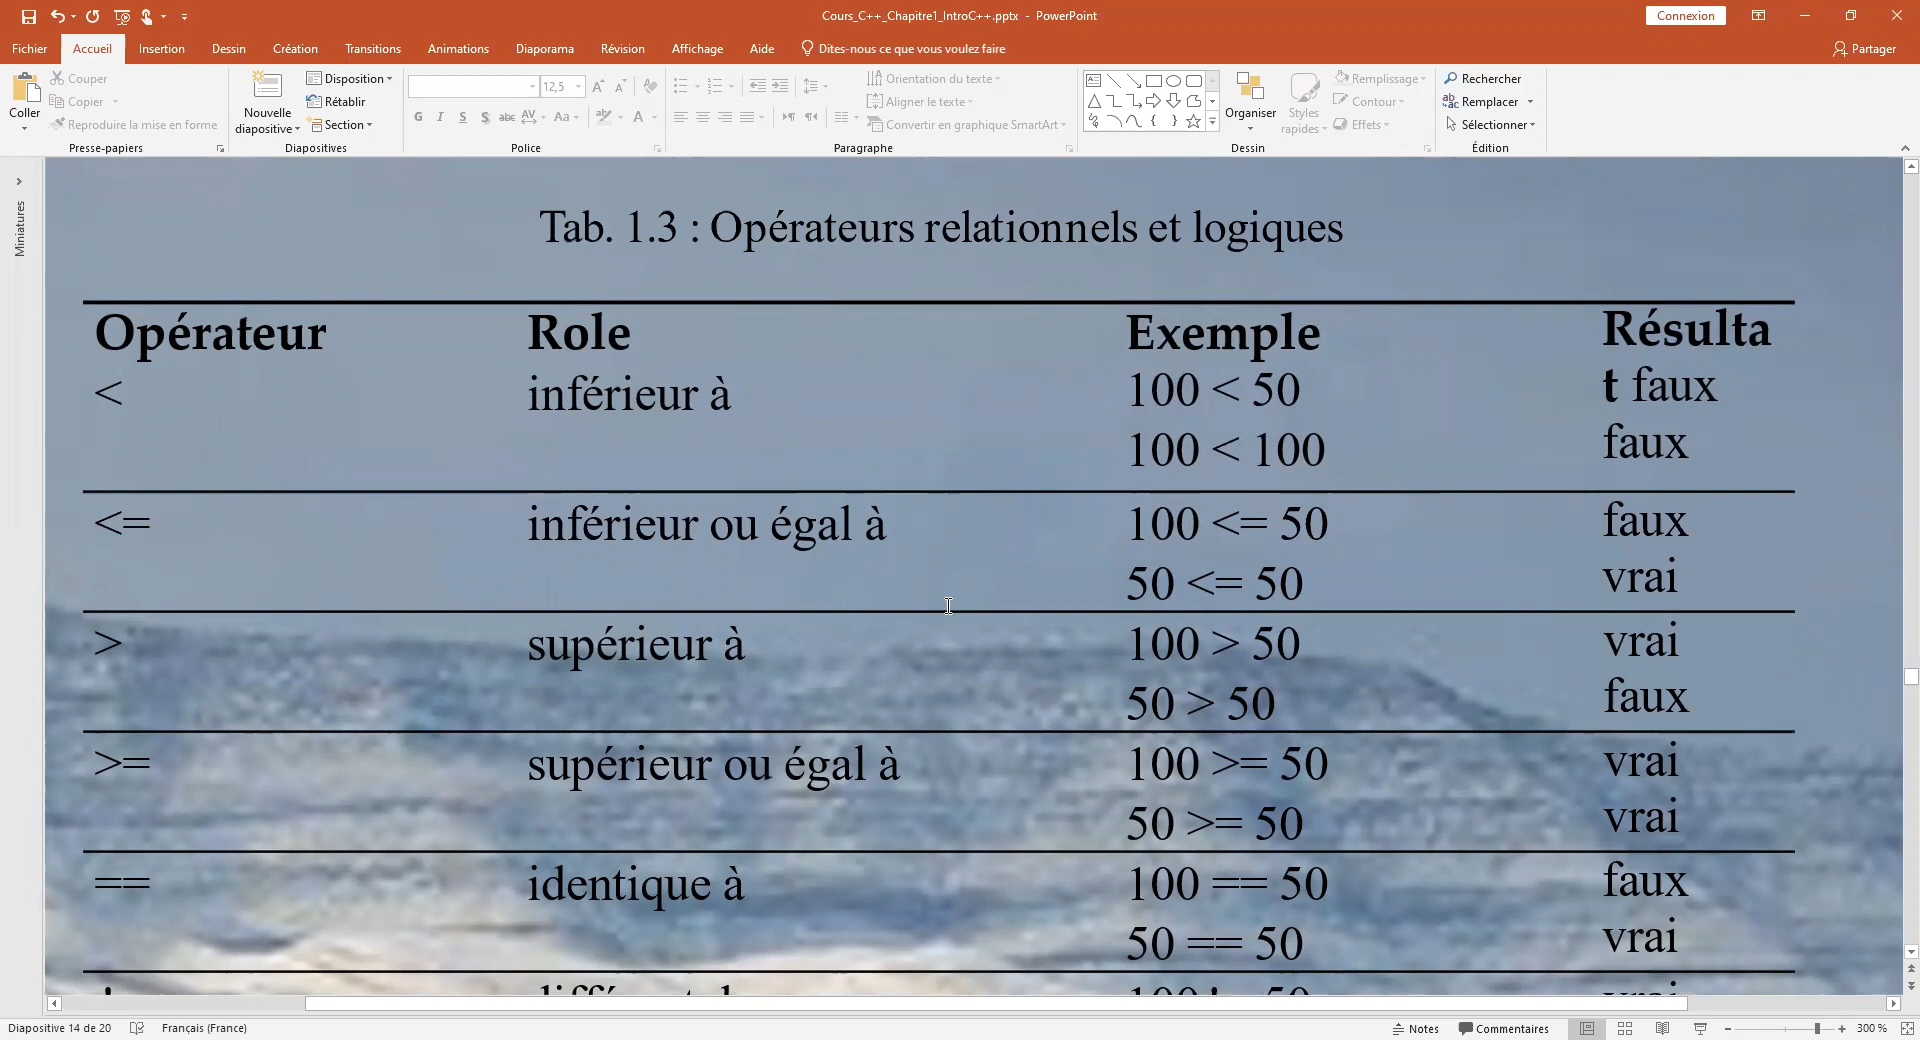 Cours_C++_Chapitre1_IntroC++.pptx - PowerPoint
Connexion
Fichier Accueil Insertion Dessin Création Transitions Animations Diaporama Révision Affichage Aide Dites-nous ce que vous voulez faire Partager
Coller
Couper
Copier
Reproduire la mise en forme
Presse-papiers
Nouvelle
diapositive
Disposition
Rétablir
Section
Diapositives
12,5
G I S S abc AV Aa A
Police
Orientation du texte
Aligner le texte
Convertir en graphique SmartArt
Paragraphe
Organiser
Styles
rapides
Remplissage
Contour
Effets
Dessin
Rechercher
Remplacer
Sélectionner
Édition
Miniatures
Tab. 1.3 : Opérateurs relationnels et logiques
Opérateur Role Exemple Résulta
< inférieur à 100 < 50 t faux
100 < 100 faux
<= inférieur ou égal à 100 <= 50 faux
50 <= 50 vrai
> supérieur à 100 > 50 vrai
50 > 50 faux
>= supérieur ou égal à 100 >= 50 vrai
50 >= 50 vrai
== identique à 100 == 50 faux
50 == 50 vrai
Diapositive 14 de 20 Français (France) Notes Commentaires 300 %